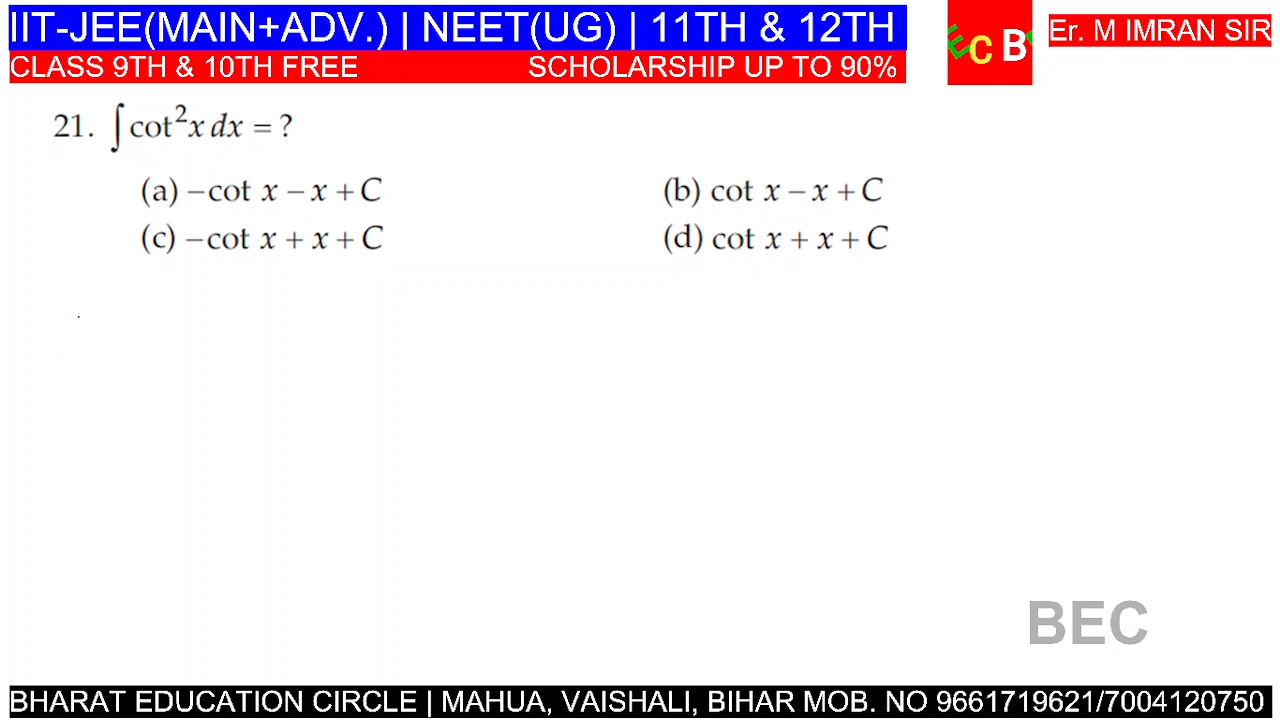 IIT-JEE(MAIN+ADV.) | NEET(UG) | 11TH & 12TH
CLASS 9TH & 10TH FREE SCHOLARSHIP UP TO 90%
ECB
Er. M IMRAN SIR
21. ∫cot²x dx = ?
(a) −cot x − x + C (b) cot x − x + C
(c) −cot x + x + C (d) cot x + x + C
BEC
BHARAT EDUCATION CIRCLE | MAHUA, VAISHALI, BIHAR MOB. NO 9661719621/7004120750